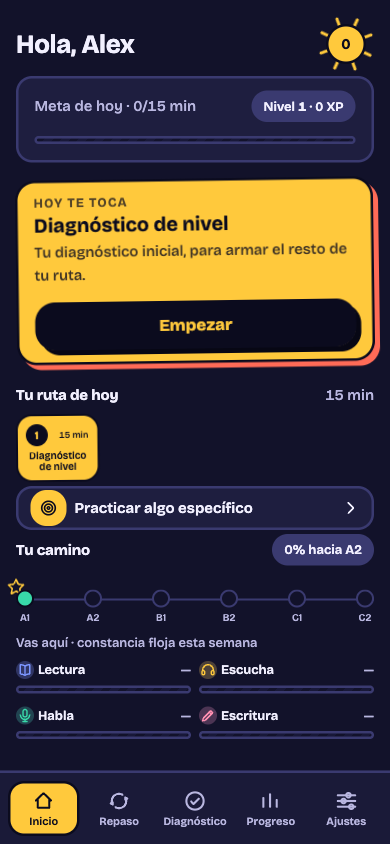 Hola, Alex
0
Meta de hoy · 0/15 min
Nivel 1 · 0 XP
HOY TE TOCA
Diagnóstico de nivel
Tu diagnóstico inicial, para armar el resto de
tu ruta.
Empezar
Tu ruta de hoy
15 min
1
15 min
Diagnóstico
de nivel
Practicar algo específico
Tu camino
0% hacia A2
A1
A2
B1
B2
C1
C2
Vas aquí · constancia floja esta semana
Lectura
–
Escucha
–
Habla
–
Escritura
–
Inicio
Repaso
Diagnóstico
Progreso
Ajustes